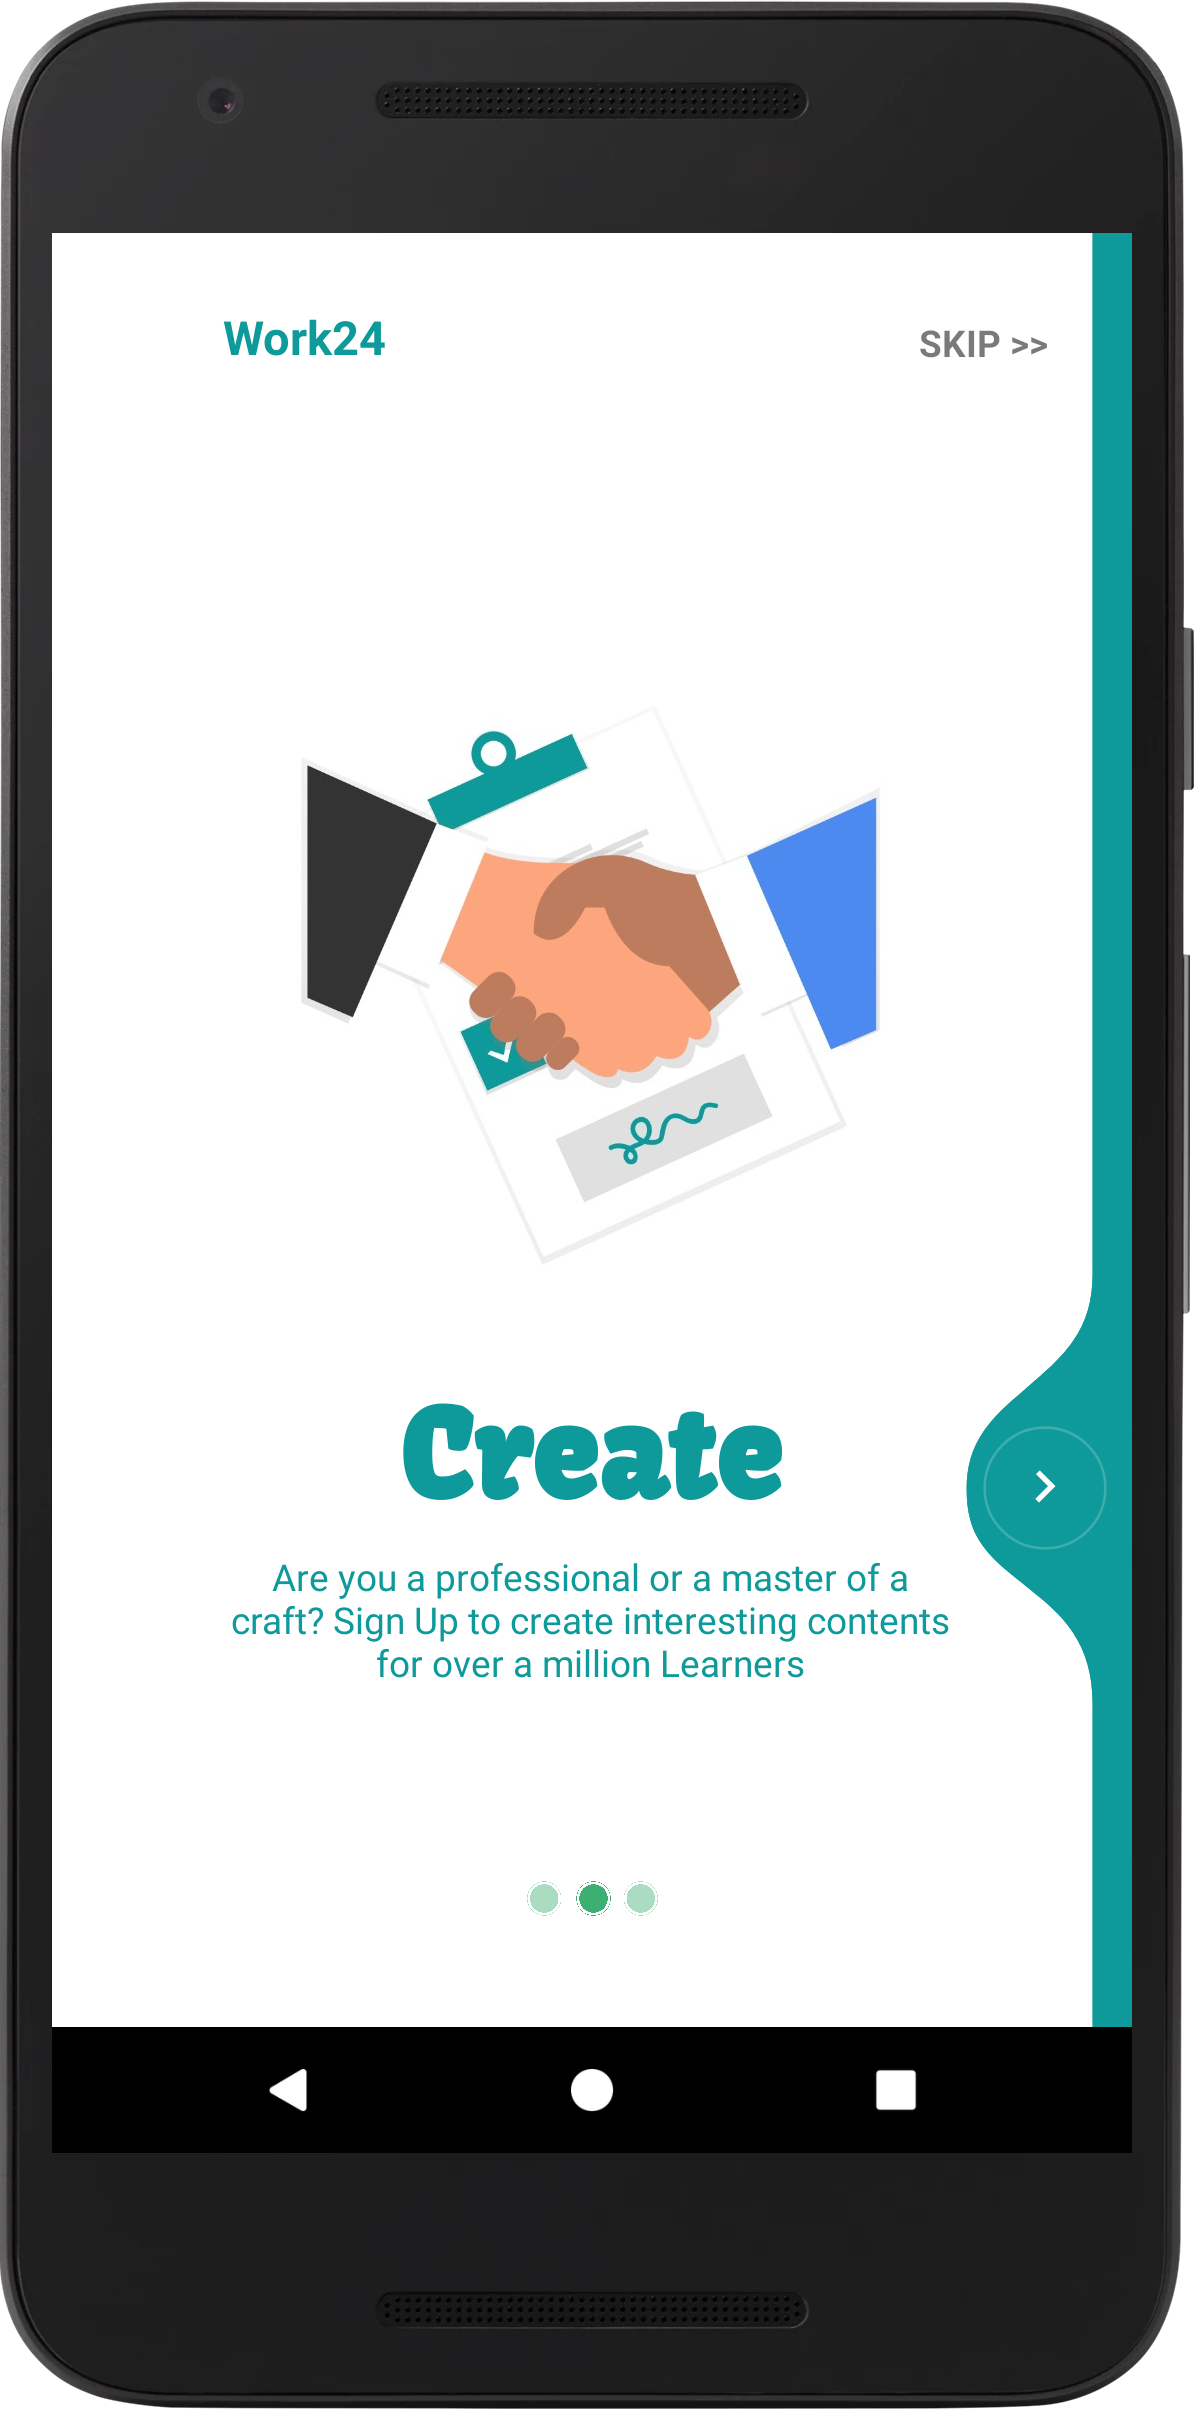 Work24
SKIP >>
Create
Are you a professional or a master of a
craft? Sign Up to create interesting contents
for over a million Learners